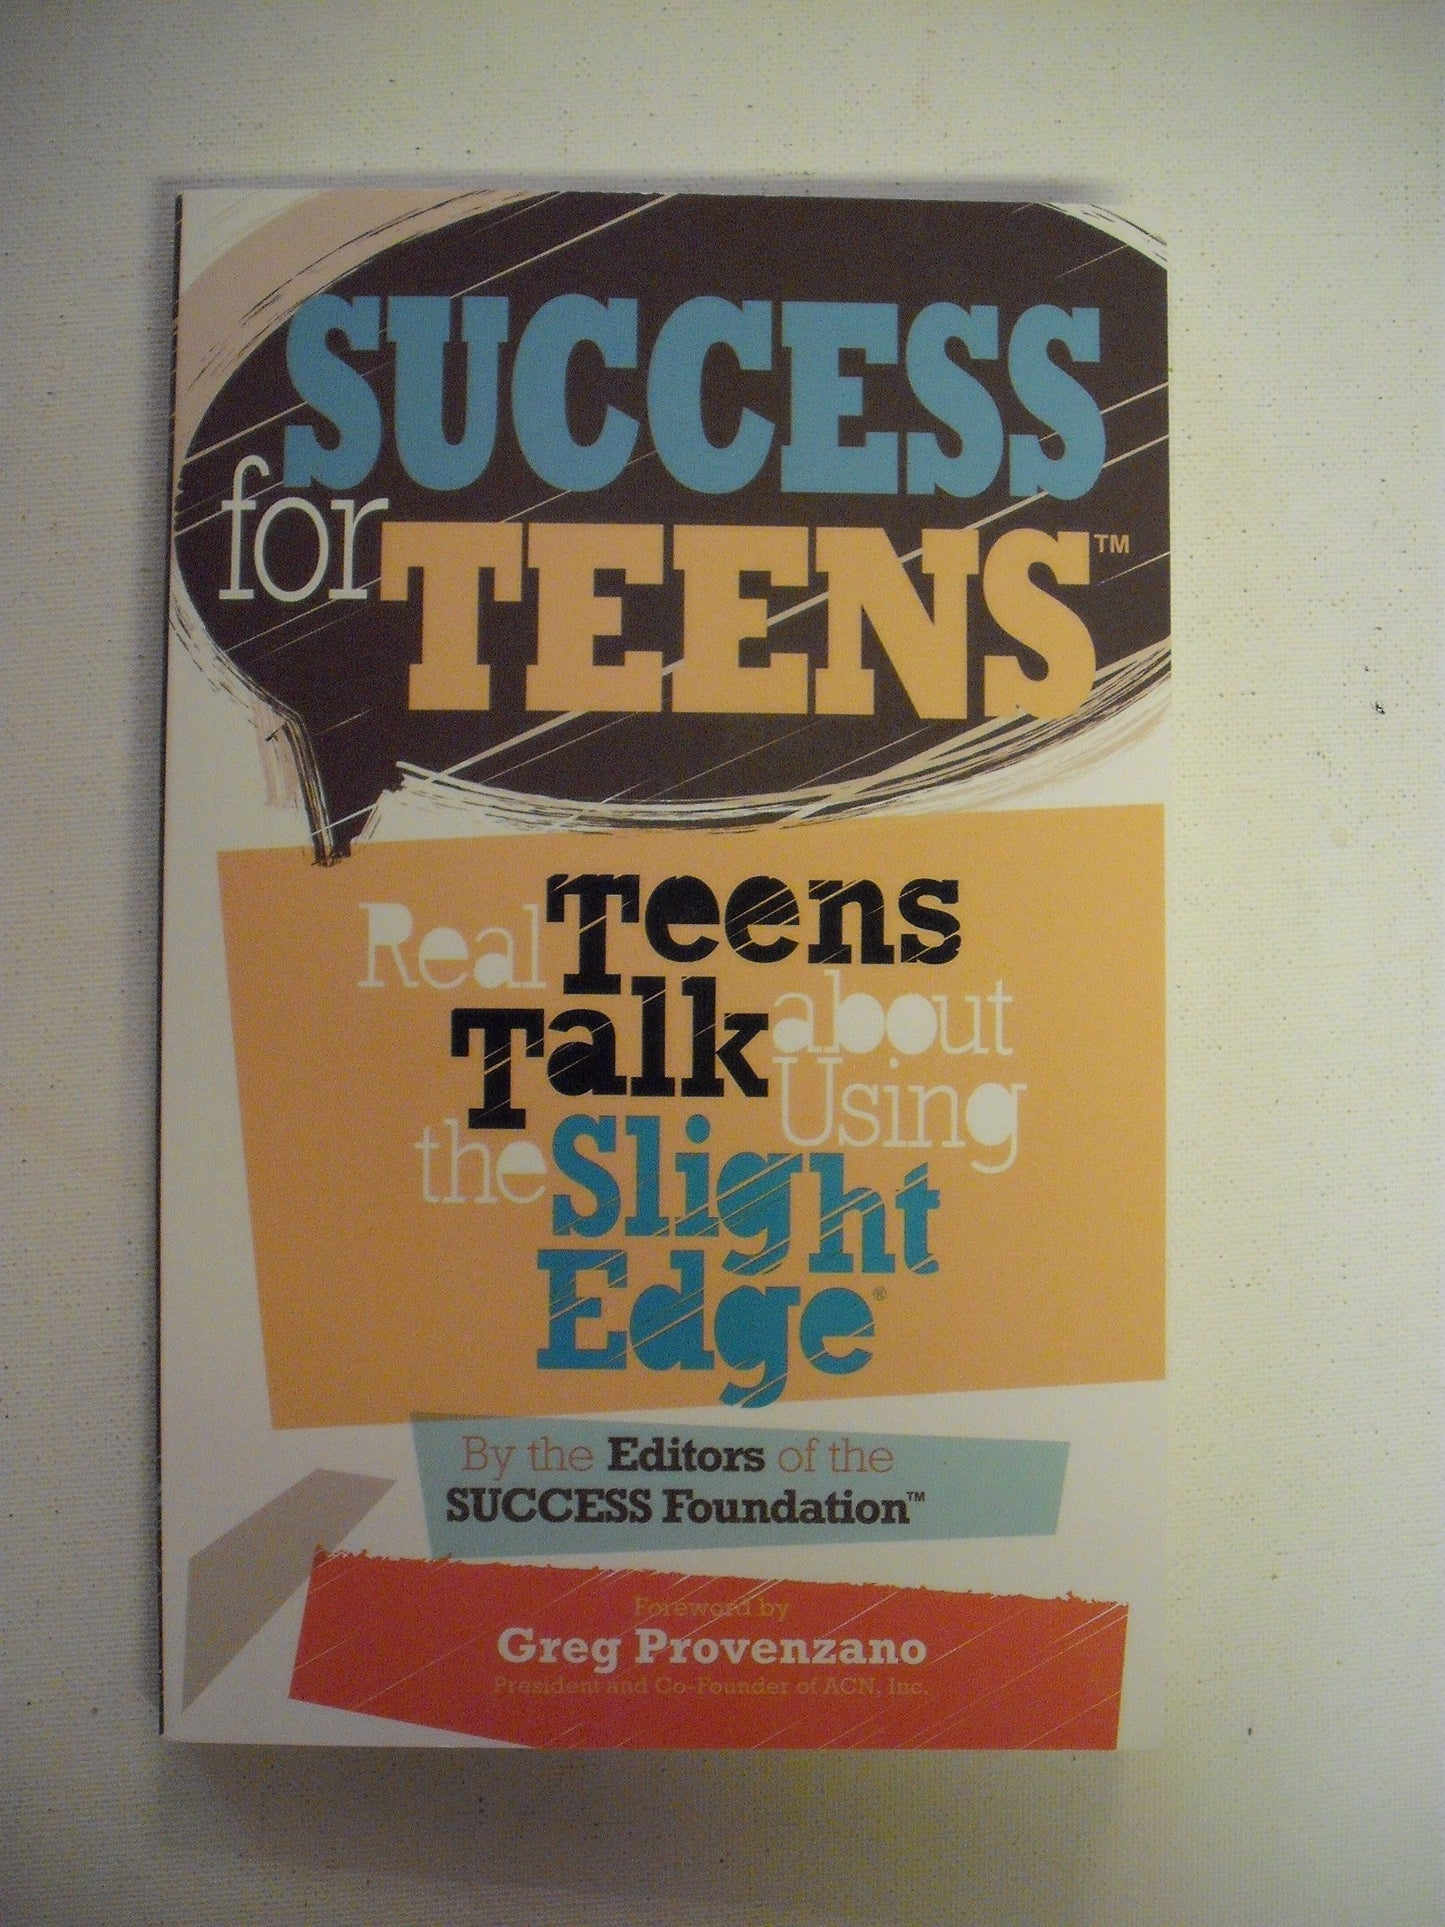 SUCCESS
for TEENS™
Real Teens
Talk about
Using
the Slight
Edge®
By the Editors of the
SUCCESS Foundation™
Foreword by
Greg Provenzano
President and Co-Founder of ACN, Inc.